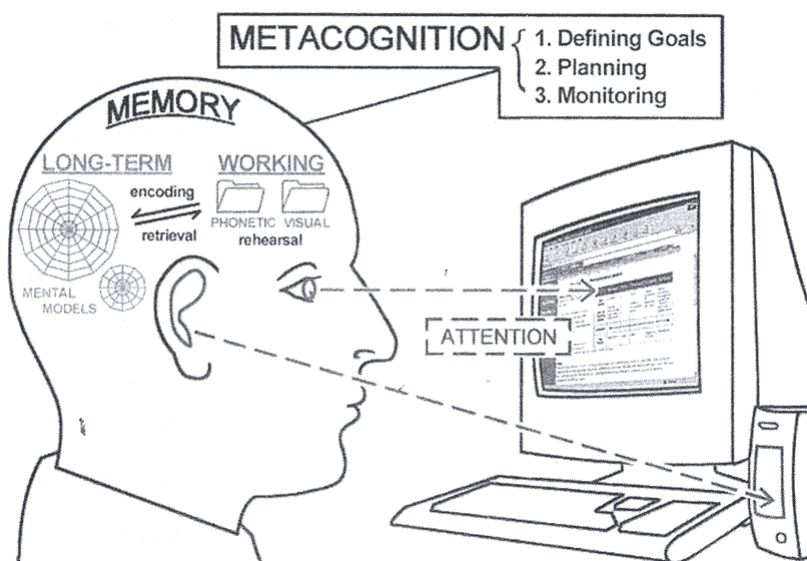 METACOGNITION
1. Defining Goals
2. Planning
3. Monitoring
MEMORY
LONG-TERM
WORKING
encoding
retrieval
PHONETIC VISUAL
rehearsal
MENTAL
MODELS
ATTENTION